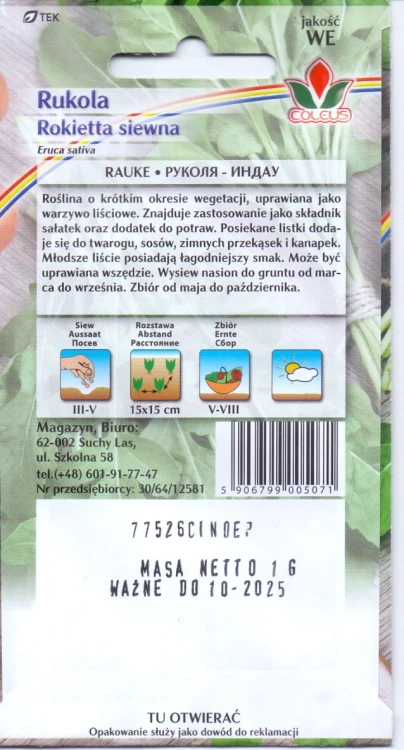 TEK
jakość
WE
Rukola
Rokietta siewna
Eruca sativa
COLEUS®
RAUKE • РУКОЛЯ - ИНДАУ
Roślina o krótkim okresie wegetacji, uprawiana jako
warzywo liściowe. Znajduje zastosowanie jako składnik
sałatek oraz dodatek do potraw. Posiekane listki doda-
je się do twarogu, sosów, zimnych przekąsek i kanapek.
Młodsze liście posiadają łagodniejszy smak. Może być
uprawiana wszędzie. Wysiew nasion do gruntu od mar-
ca do września. Zbiór od maja do października.
Siew
Aussaat
Посев
Rozstawa
Abstand
Расстояние
Zbiór
Ernte
Сбор
III-V
15x15 cm
V-VIII
Magazyn, Biuro:
62-002 Suchy Las,
ul. Szkolna 58
tel.(+48) 601-91-77-47
Nr przedsiębiorcy: 30/64/12581
5 906799 005071
77526CINOEP
MASA NETTO 1 G
WAŻNE DO 10-2025
TU OTWIERAĆ
Opakowanie służy jako dowód do reklamacji